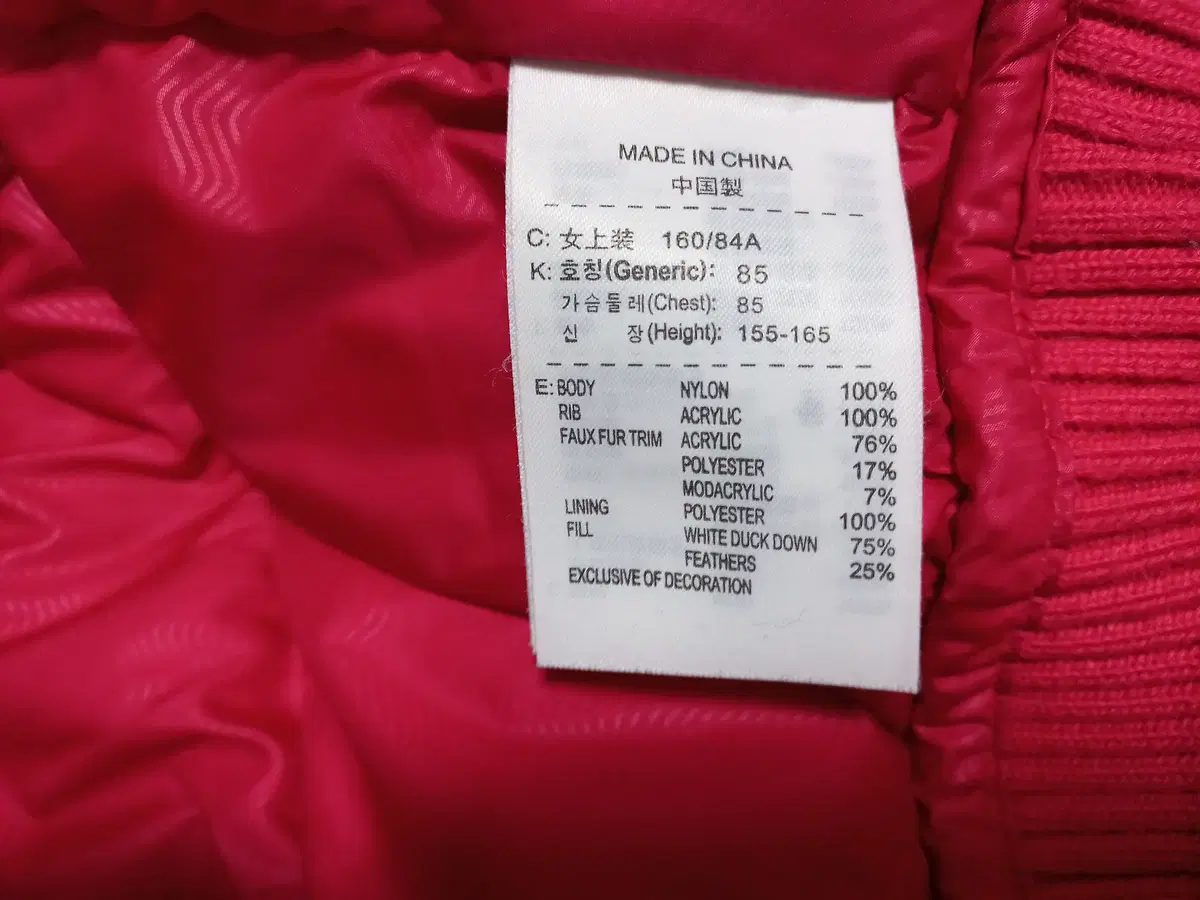 MADE IN CHINA
中国製
C: 女上装 160/84A
K: 호칭(Generic): 85
가슴둘레(Chest): 85
신 장(Height): 155-165
E: BODY NYLON 100%
RIB ACRYLIC 100%
FAUX FUR TRIM ACRYLIC 76%
POLYESTER 17%
MODACRYLIC 7%
LINING POLYESTER 100%
FILL WHITE DUCK DOWN 75%
FEATHERS 25%
EXCLUSIVE OF DECORATION